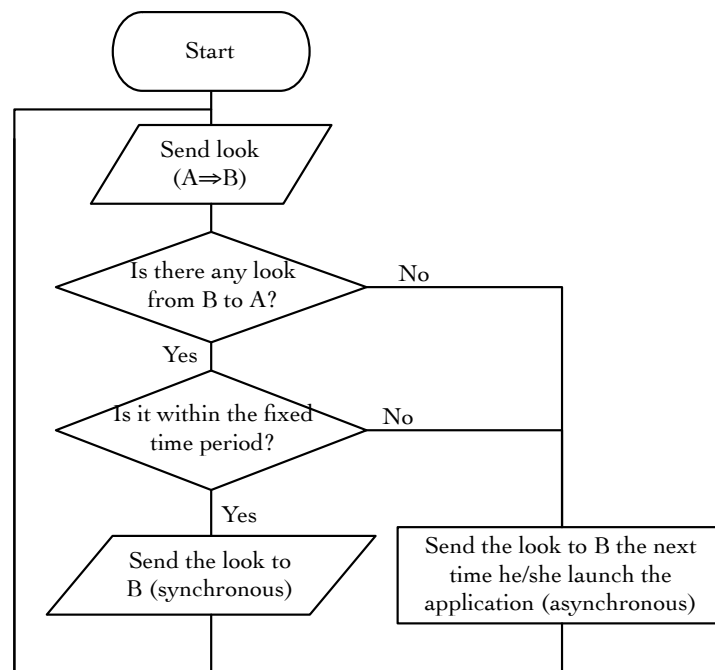 Start
Send look
(A⇒B)
Is there any look
from B to A?
No
Yes
Is it within the fixed
time period?
No
Yes
Send the look to
B (synchronous)
Send the look to B the next
time he/she launch the
application (asynchronous)